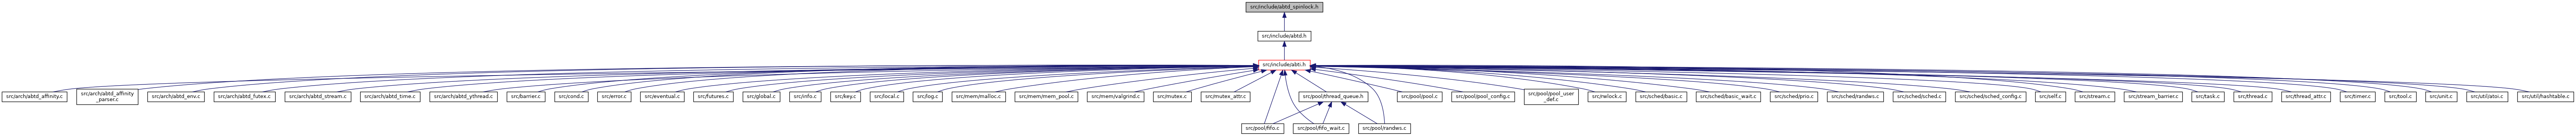 src/include/abtd_spinlock.h
src/include/abtd.h
src/include/abti.h
src/arch/abtd_affinity.c
src/arch/abtd_affinity
_parser.c
src/arch/abtd_env.c
src/arch/abtd_futex.c
src/arch/abtd_stream.c
src/arch/abtd_time.c
src/arch/abtd_ythread.c
src/barrier.c
src/cond.c
src/error.c
src/eventual.c
src/futures.c
src/global.c
src/info.c
src/key.c
src/local.c
src/log.c
src/mem/malloc.c
src/mem/mem_pool.c
src/mem/valgrind.c
src/mutex.c
src/mutex_attr.c
src/pool/thread_queue.h
src/pool/pool.c
src/pool/pool_config.c
src/pool/pool_user
_def.c
src/rwlock.c
src/sched/basic.c
src/sched/basic_wait.c
src/sched/prio.c
src/sched/randws.c
src/sched/sched.c
src/sched/sched_config.c
src/self.c
src/stream.c
src/stream_barrier.c
src/task.c
src/thread.c
src/thread_attr.c
src/timer.c
src/tool.c
src/unit.c
src/util/atoi.c
src/util/hashtable.c
src/pool/fifo.c
src/pool/fifo_wait.c
src/pool/randws.c